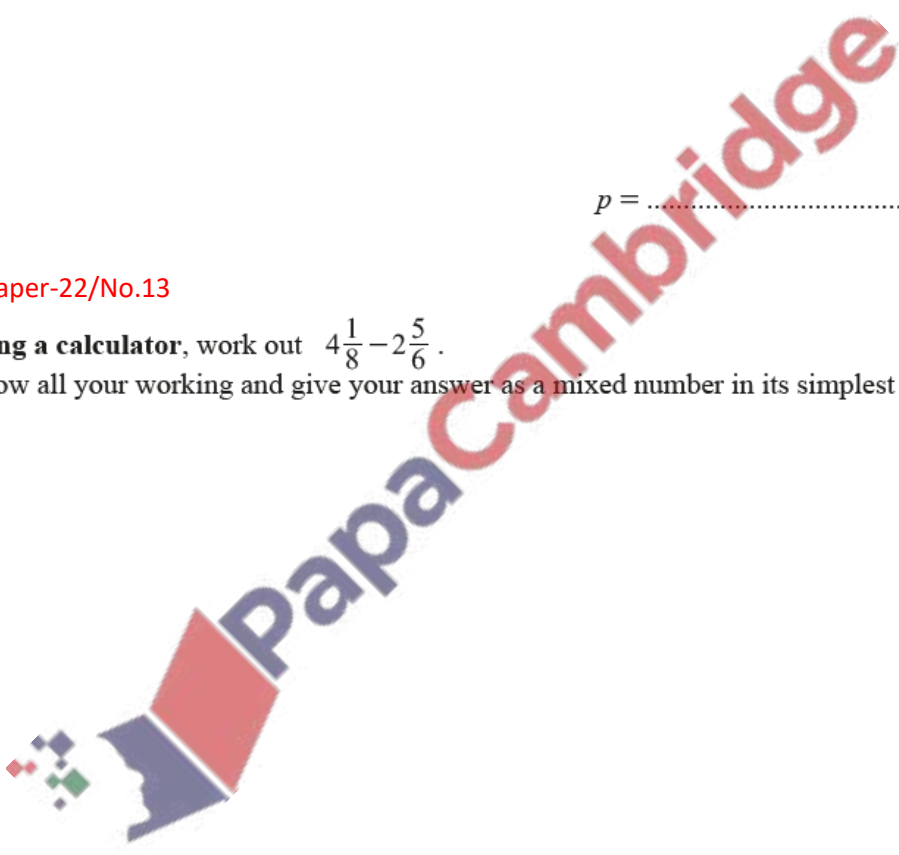 p = ....................................
aper-22/No.13
ng a calculator, work out 4 1/8 − 2 5/6 .
ow all your working and give your answer as a mixed number in its simplest
PapaCambridge